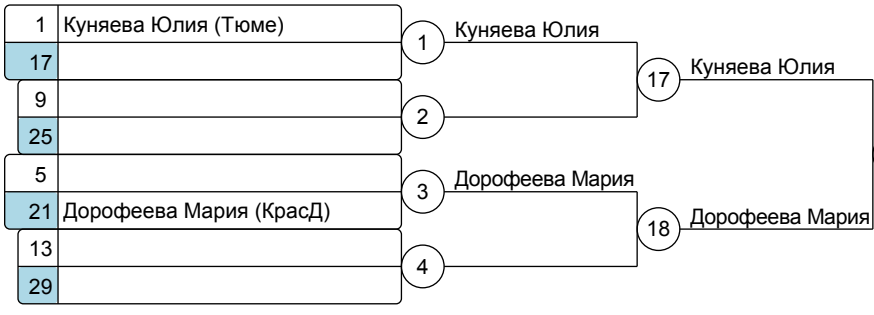 1 Куняева Юлия (Тюме)
17
1 Куняева Юлия
17 Куняева Юлия
9
25
2
5
21 Дорофеева Мария (КрасД)
3 Дорофеева Мария
18 Дорофеева Мария
13
29
4